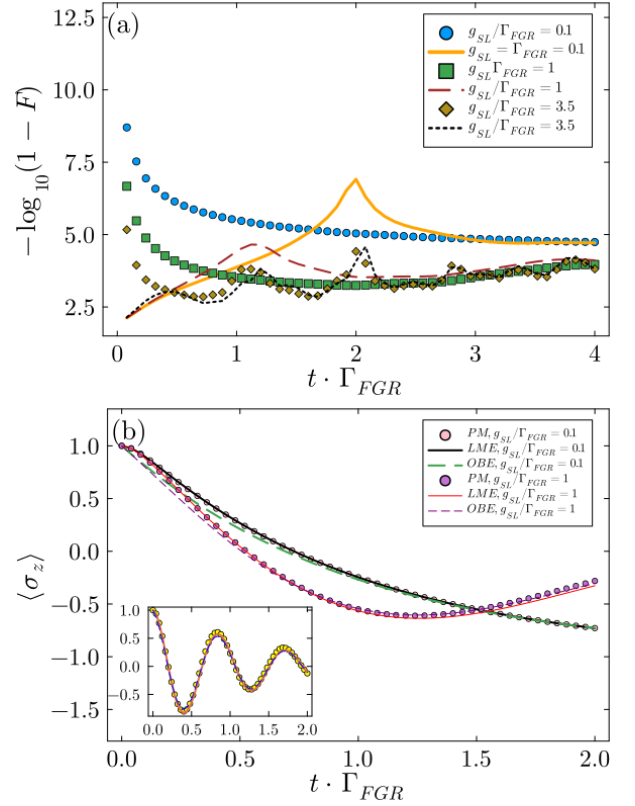 (a)
12.5
10.0
7.5
5.0
2.5
−log₁₀(1 − F)
g_SL/Γ_FGR = 0.1
g_SL = Γ_FGR = 0.1
g_SL Γ_FGR = 1
g_SL/Γ_FGR = 1
g_SL/Γ_FGR = 3.5
g_SL/Γ_FGR = 3.5
0 1 2 3 4
t · Γ_FGR
(b)
1.0
0.5
0.0
−0.5
−1.0
−1.5
⟨σ_z⟩
PM, g_SL/Γ_FGR = 0.1
LME, g_SL/Γ_FGR = 0.1
OBE, g_SL/Γ_FGR = 0.1
PM, g_SL/Γ_FGR = 1
LME, g_SL/Γ_FGR = 1
OBE, g_SL/Γ_FGR = 1
1.0
0.5
0.0
−0.5
0.0 0.5 1.0 1.5 2.0
0.0 0.5 1.0 1.5 2.0
t · Γ_FGR